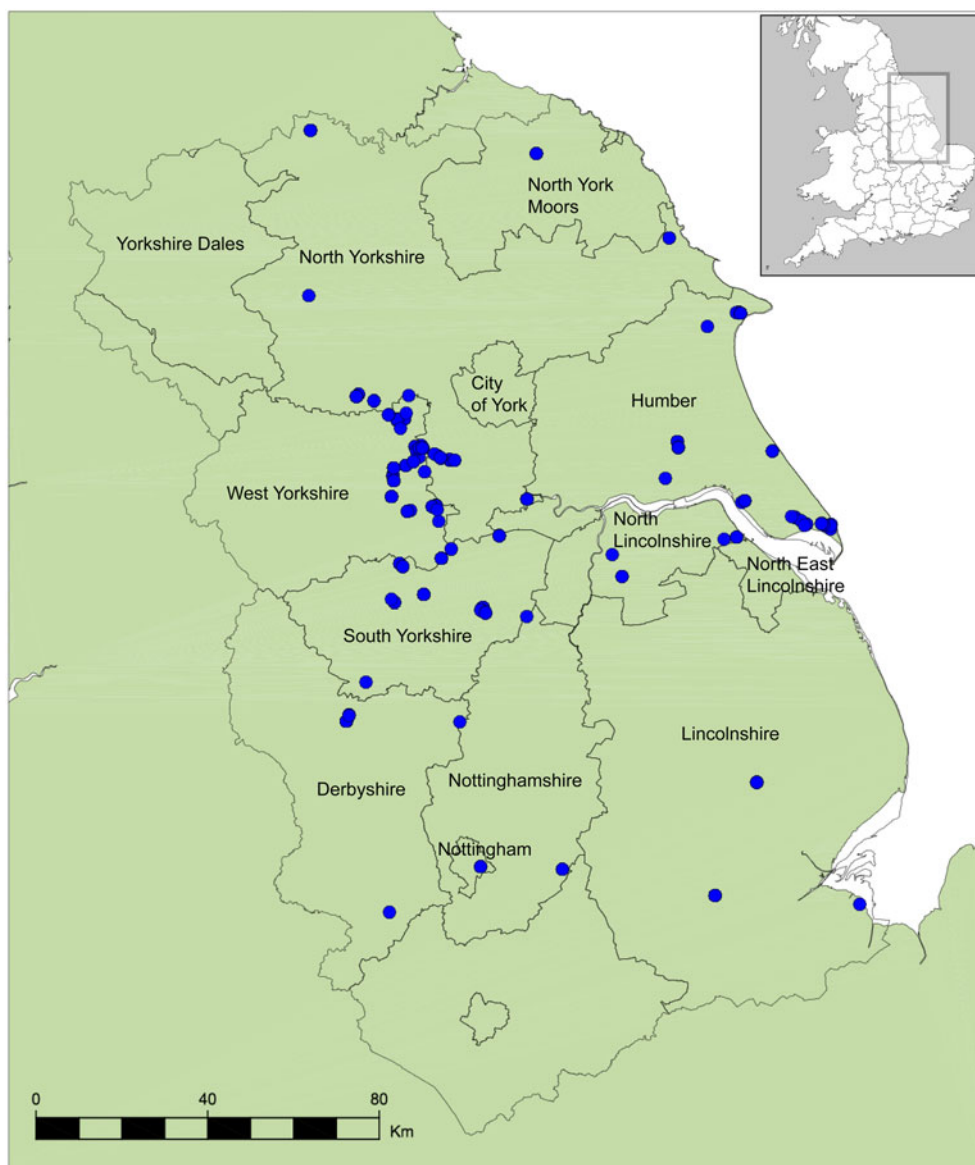 North York
Moors
Yorkshire Dales
North Yorkshire
City
of York
Humber
West Yorkshire
North
Lincolnshire
North East
Lincolnshire
South Yorkshire
Lincolnshire
Derbyshire
Nottinghamshire
Nottingham
0 40 80
Km